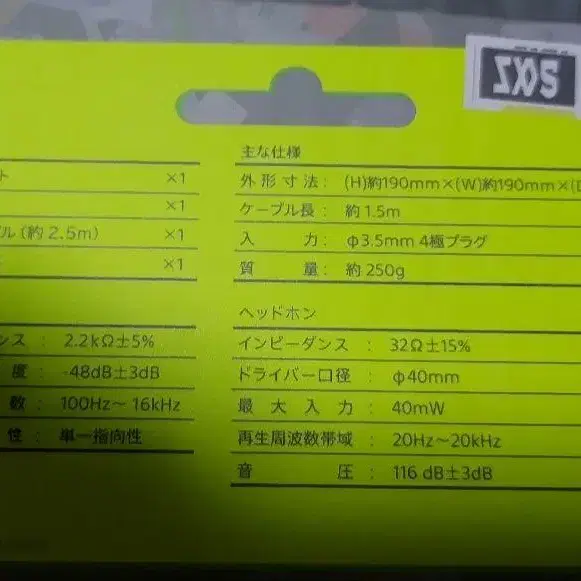 ト ×1
×1
ル(約2.5m) ×1
×1
ンス : 2.2kΩ±5%
度 : -48dB±3dB
数 : 100Hz～16kHz
性 : 単一指向性
主な仕様
外形寸法 : (H)約190mm×(W)約190mm×(D
ケーブル長 : 約1.5m
入力 : φ3.5mm 4極プラグ
質量 : 約250g
ヘッドホン
インピーダンス : 32Ω±15%
ドライバー口径 : φ40mm
最大入力 : 40mW
再生周波数帯域 : 20Hz～20kHz
音圧 : 116 dB±3dB